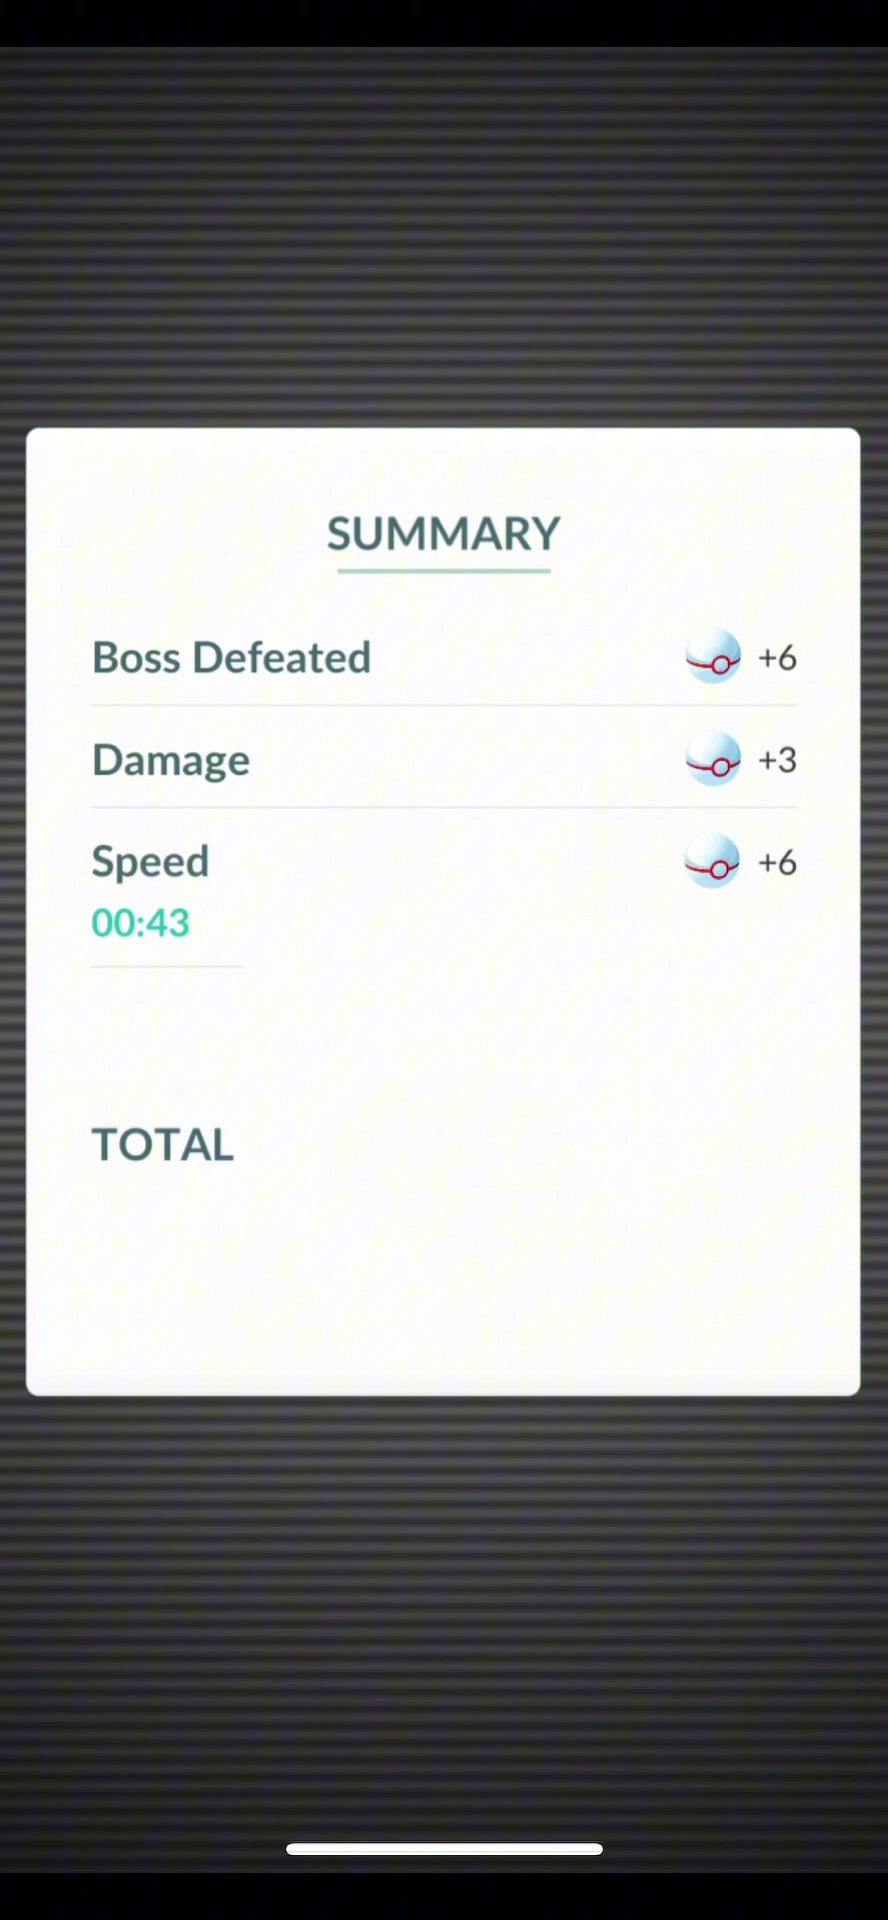 SUMMARY
Boss Defeated +6
Damage +3
Speed +6
00:43
TOTAL